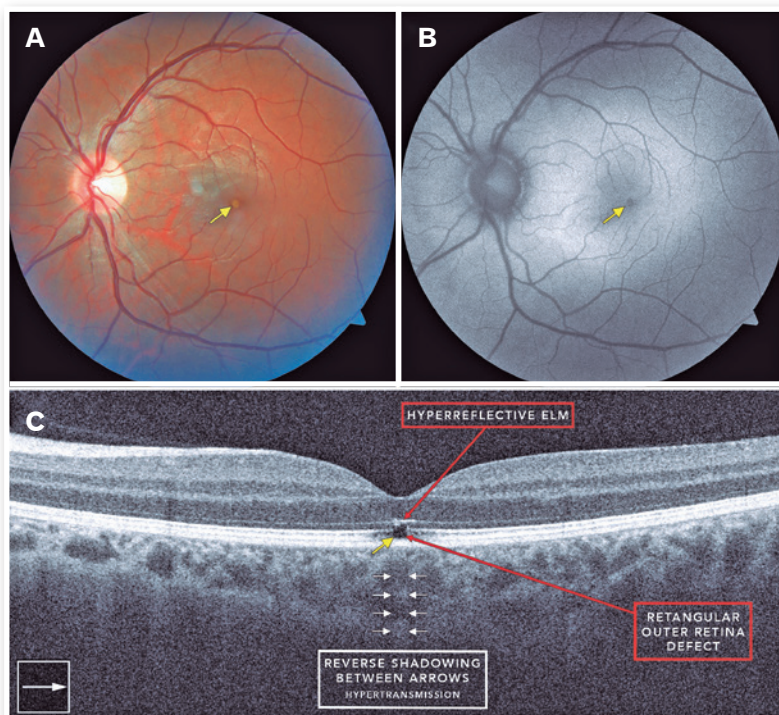 A
B
C
HYPERREFLECTIVE ELM
RETANGULAR
OUTER RETINA
DEFECT
REVERSE SHADOWING
BETWEEN ARROWS
HYPERTRANSMISSION